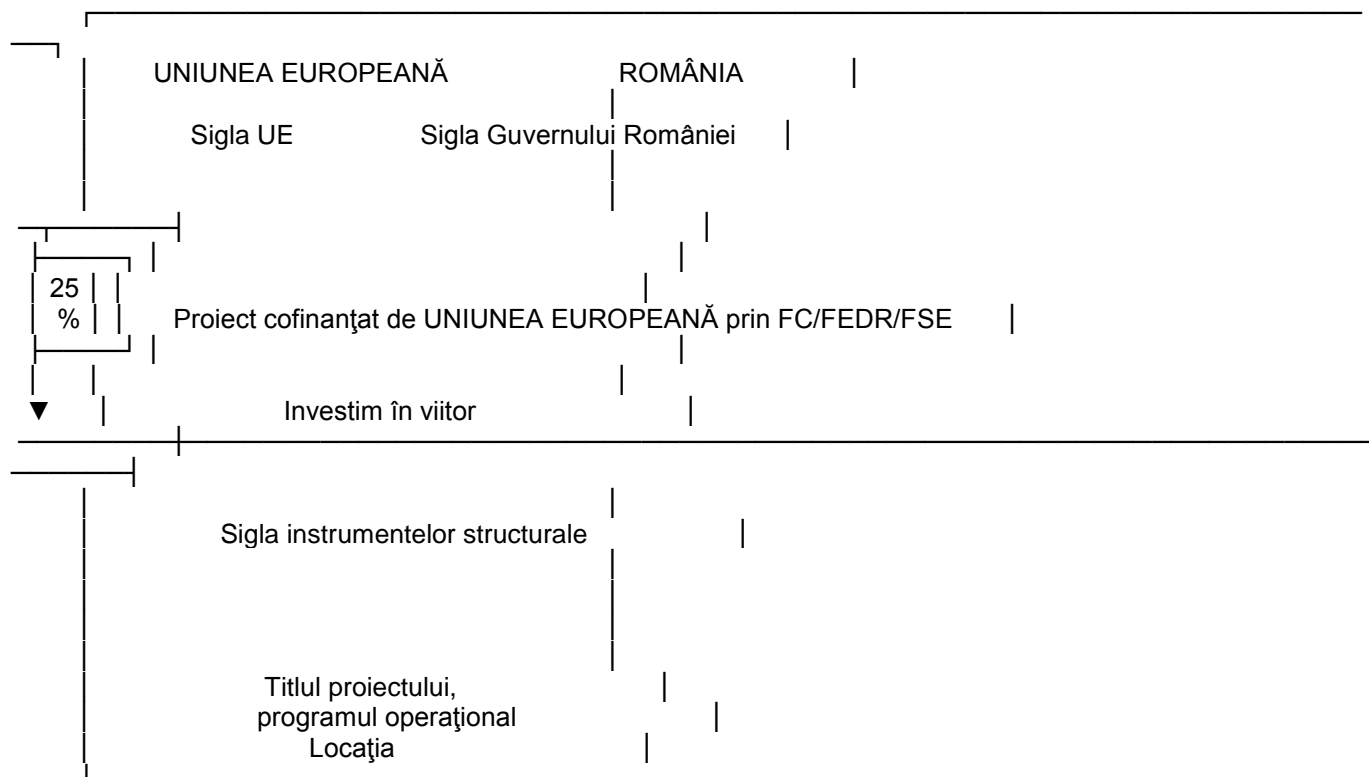 UNIUNEA EUROPEANĂ ROMÂNIA
Sigla UE Sigla Guvernului României
25
% Proiect cofinanţat de UNIUNEA EUROPEANĂ prin FC/FEDR/FSE
▼ Investim în viitor
Sigla instrumentelor structurale
Titlul proiectului,
programul operaţional
Locaţia